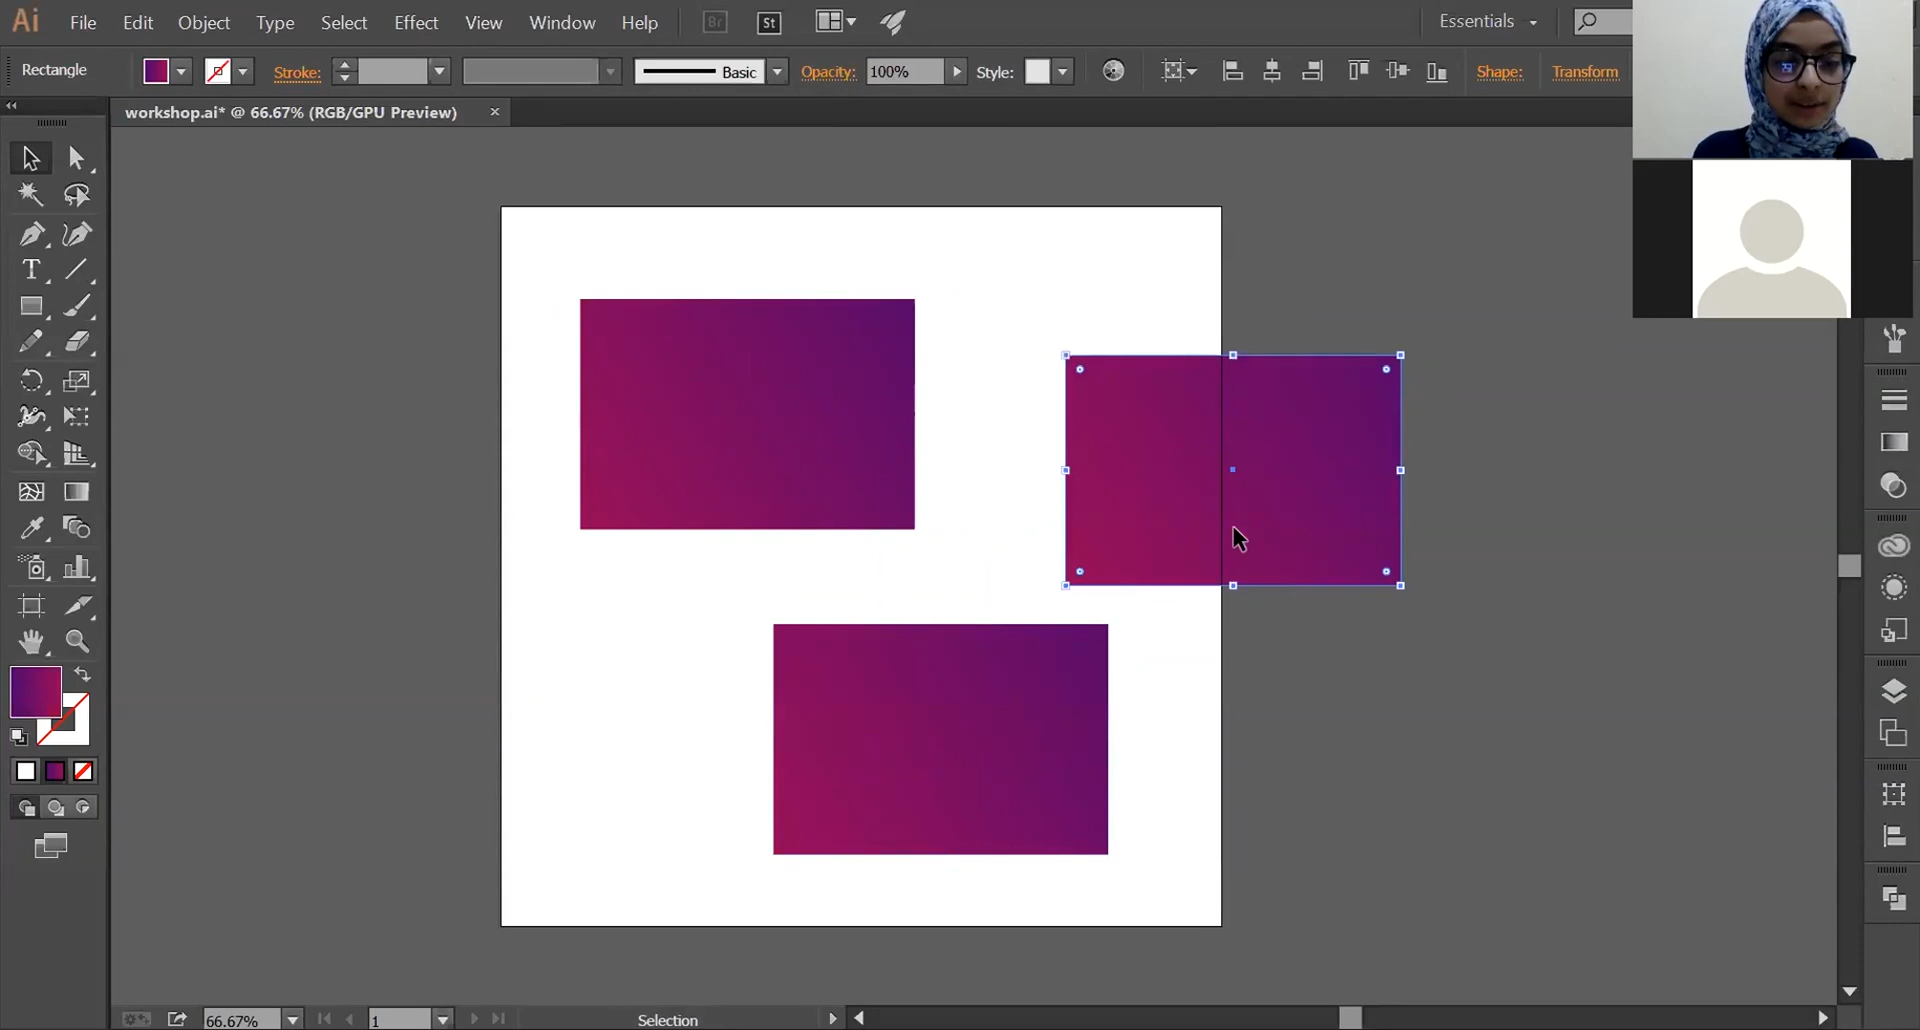 Ai File Edit Object Type Select Effect View Window Help Br St Essentials
Rectangle Stroke: Basic Opacity: 100% Style: Shape: Transform
workshop.ai* @ 66.67% (RGB/GPU Preview) ×
T
66.67% 1 Selection